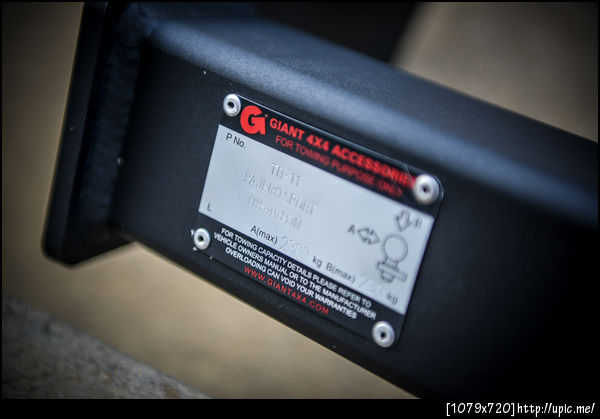 G GIANT 4X4 ACCESSORIES
FOR TOWING PURPOSE ONLY
P No.
TB-11
PAJERO SPORT
L
A B
A(max) kg B(max) kg
FOR TOWING CAPACITY DETAILS PLEASE REFER TO
VEHICLE OWNERS MANUAL OR TO THE MANUFACTURER
OVERLOADING CAN VOID YOUR WARRANTIES
WWW.GIANT4X4.COM
[1079x720]http://upic.me/